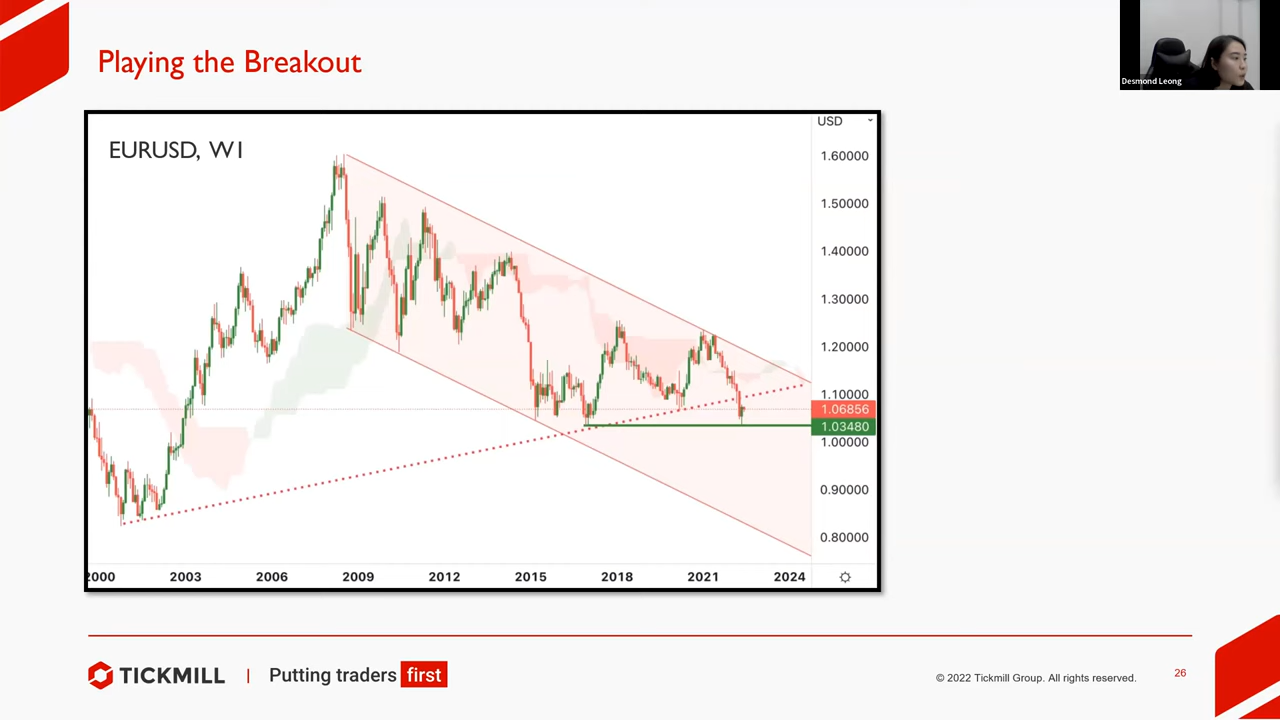 Playing the Breakout
Desmond Leong
EURUSD, W1
USD
1.60000
1.50000
1.40000
1.30000
1.20000
1.10000
1.06856
1.03480
1.00000
0.90000
0.80000
2000 2003 2006 2009 2012 2015 2018 2021 2024
TICKMILL | Putting traders first
© 2022 Tickmill Group. All rights reserved.
26